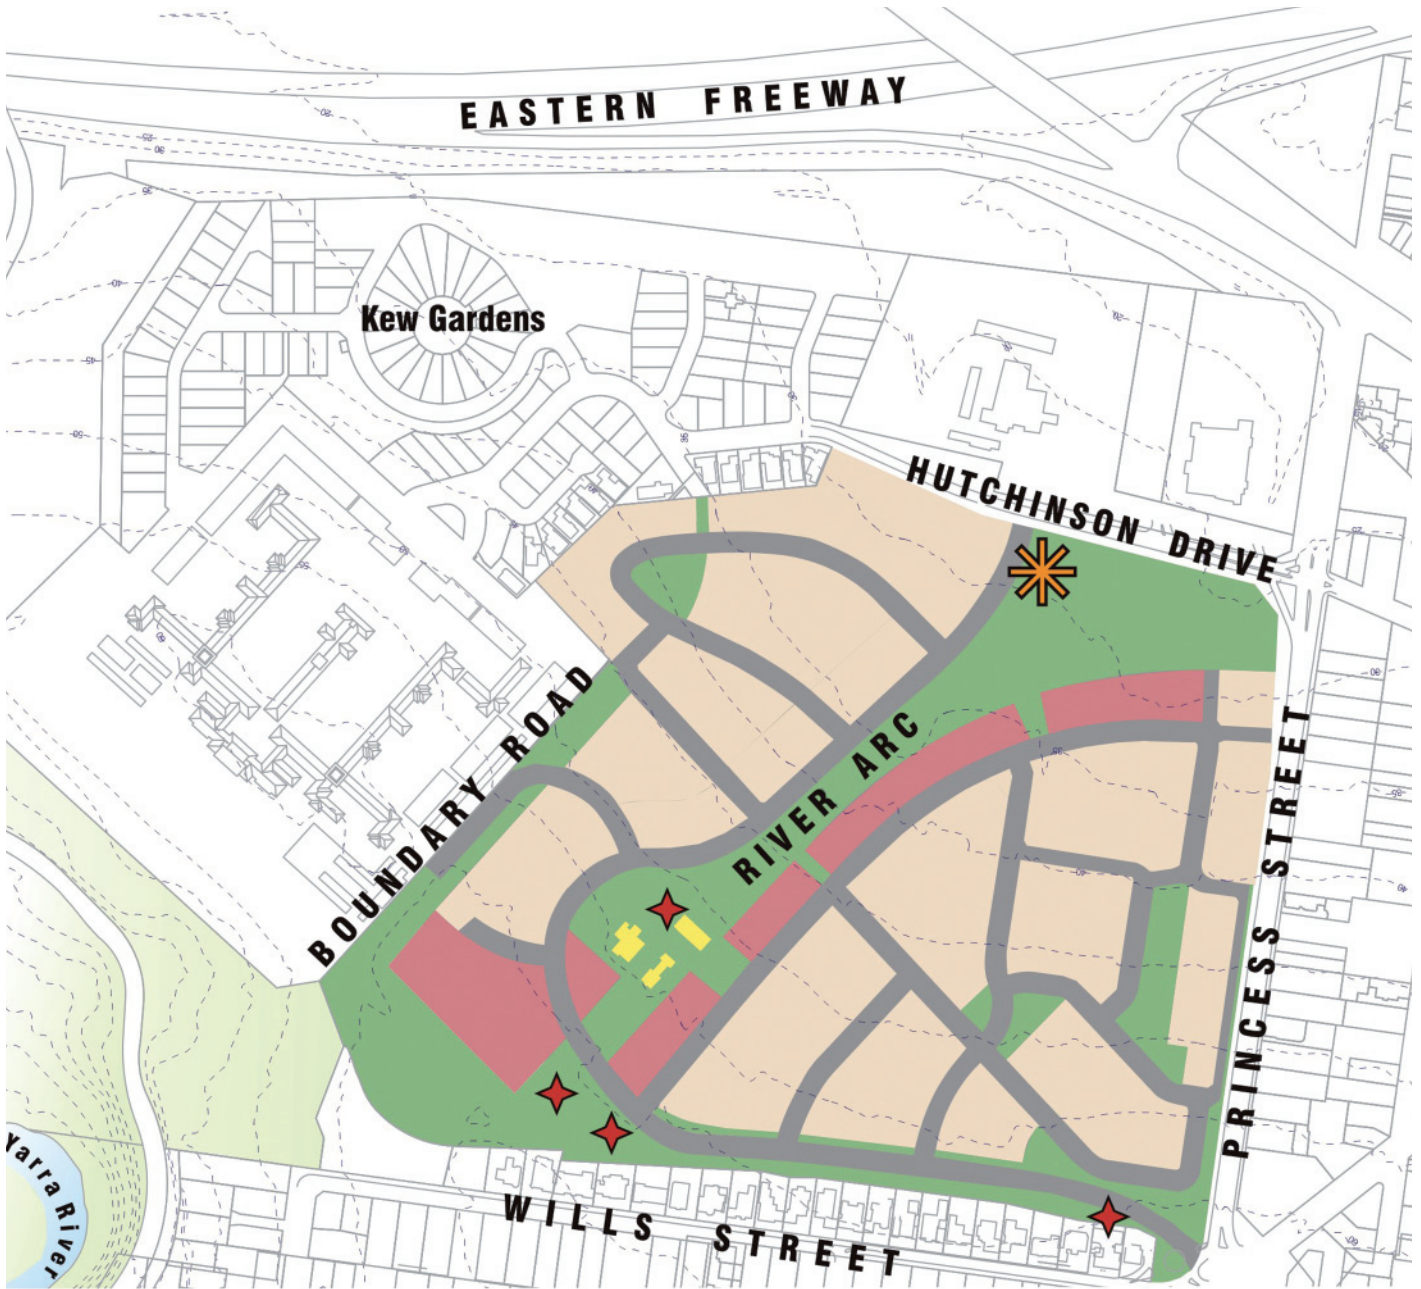 EASTERN FREEWAY
Kew Gardens
HUTCHINSON DRIVE
BOUNDARY ROAD
RIVER ARC
PRINCESS STREET
WILLS STREET
Yarra River